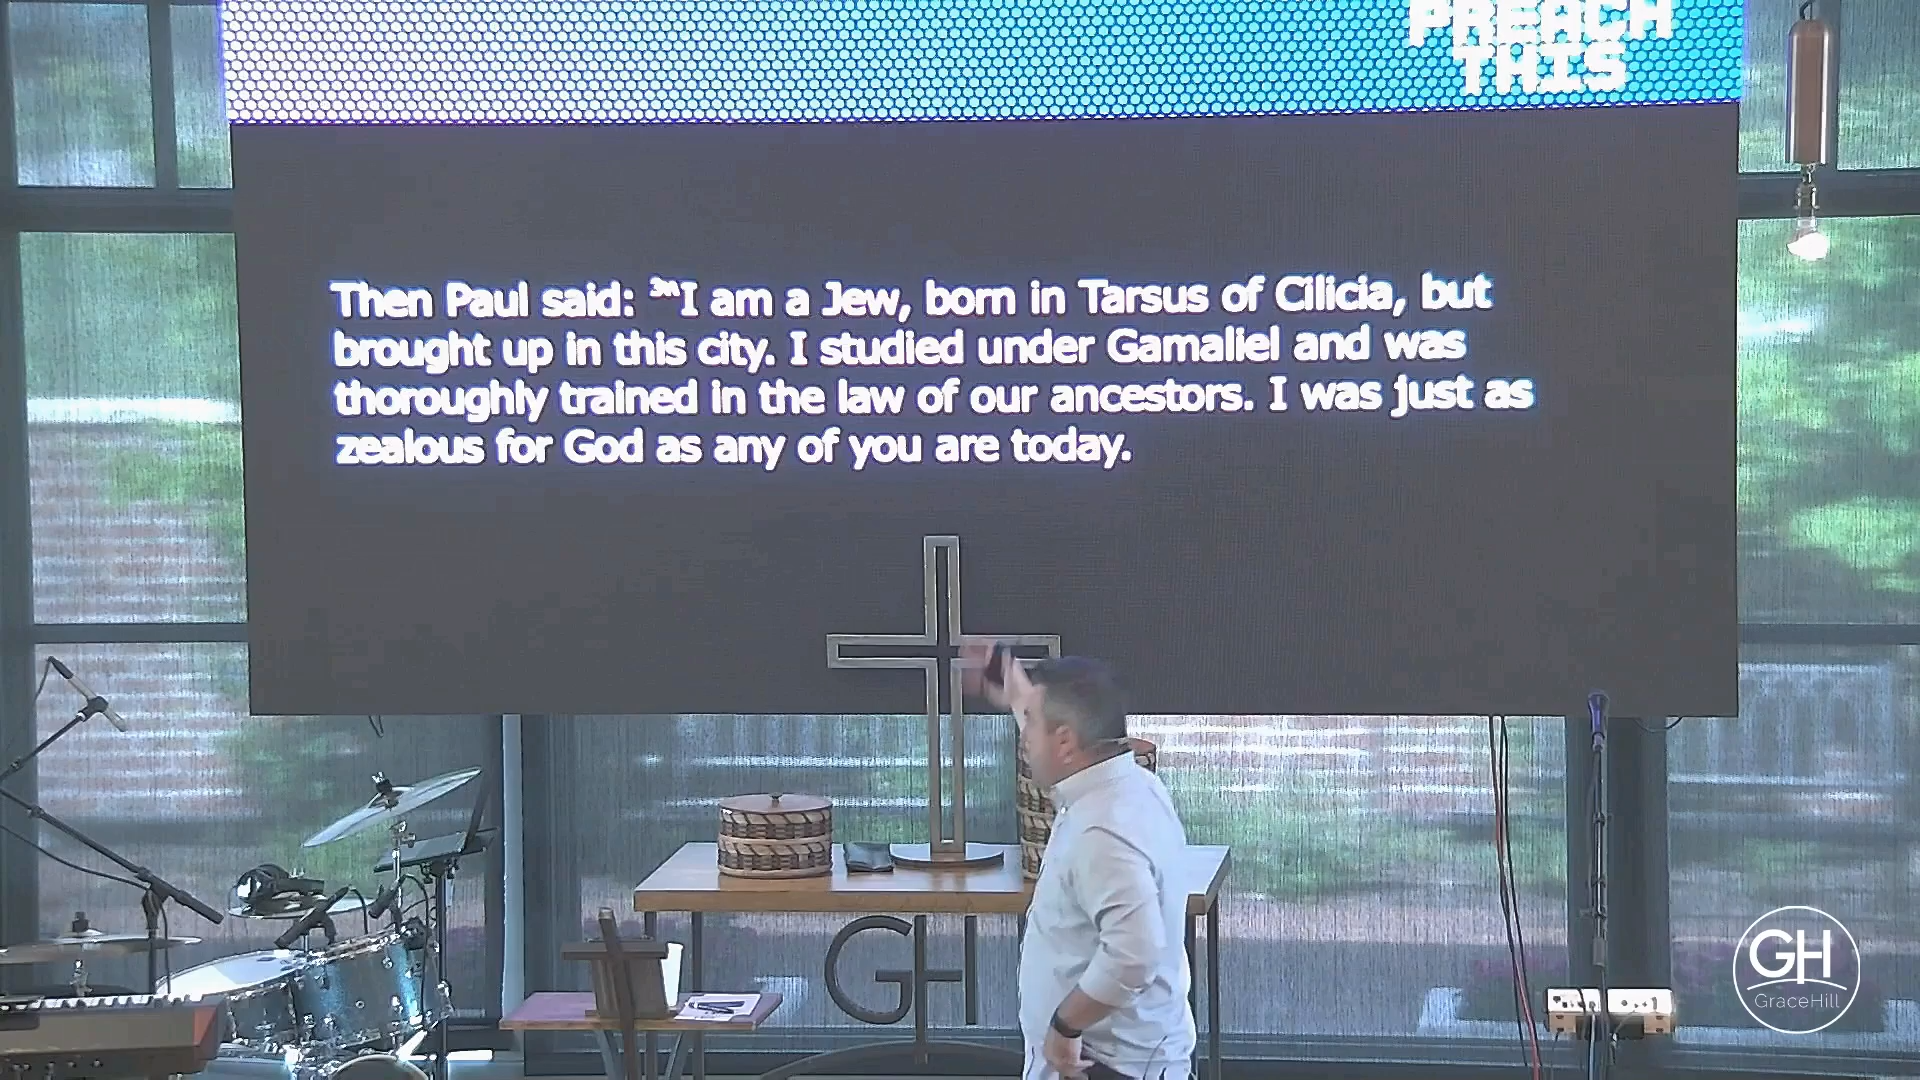 PREACH
THIS
Then Paul said: 3“I am a Jew, born in Tarsus of Cilicia, but
brought up in this city. I studied under Gamaliel and was
thoroughly trained in the law of our ancestors. I was just as
zealous for God as any of you are today.
GH
GH
GraceHill